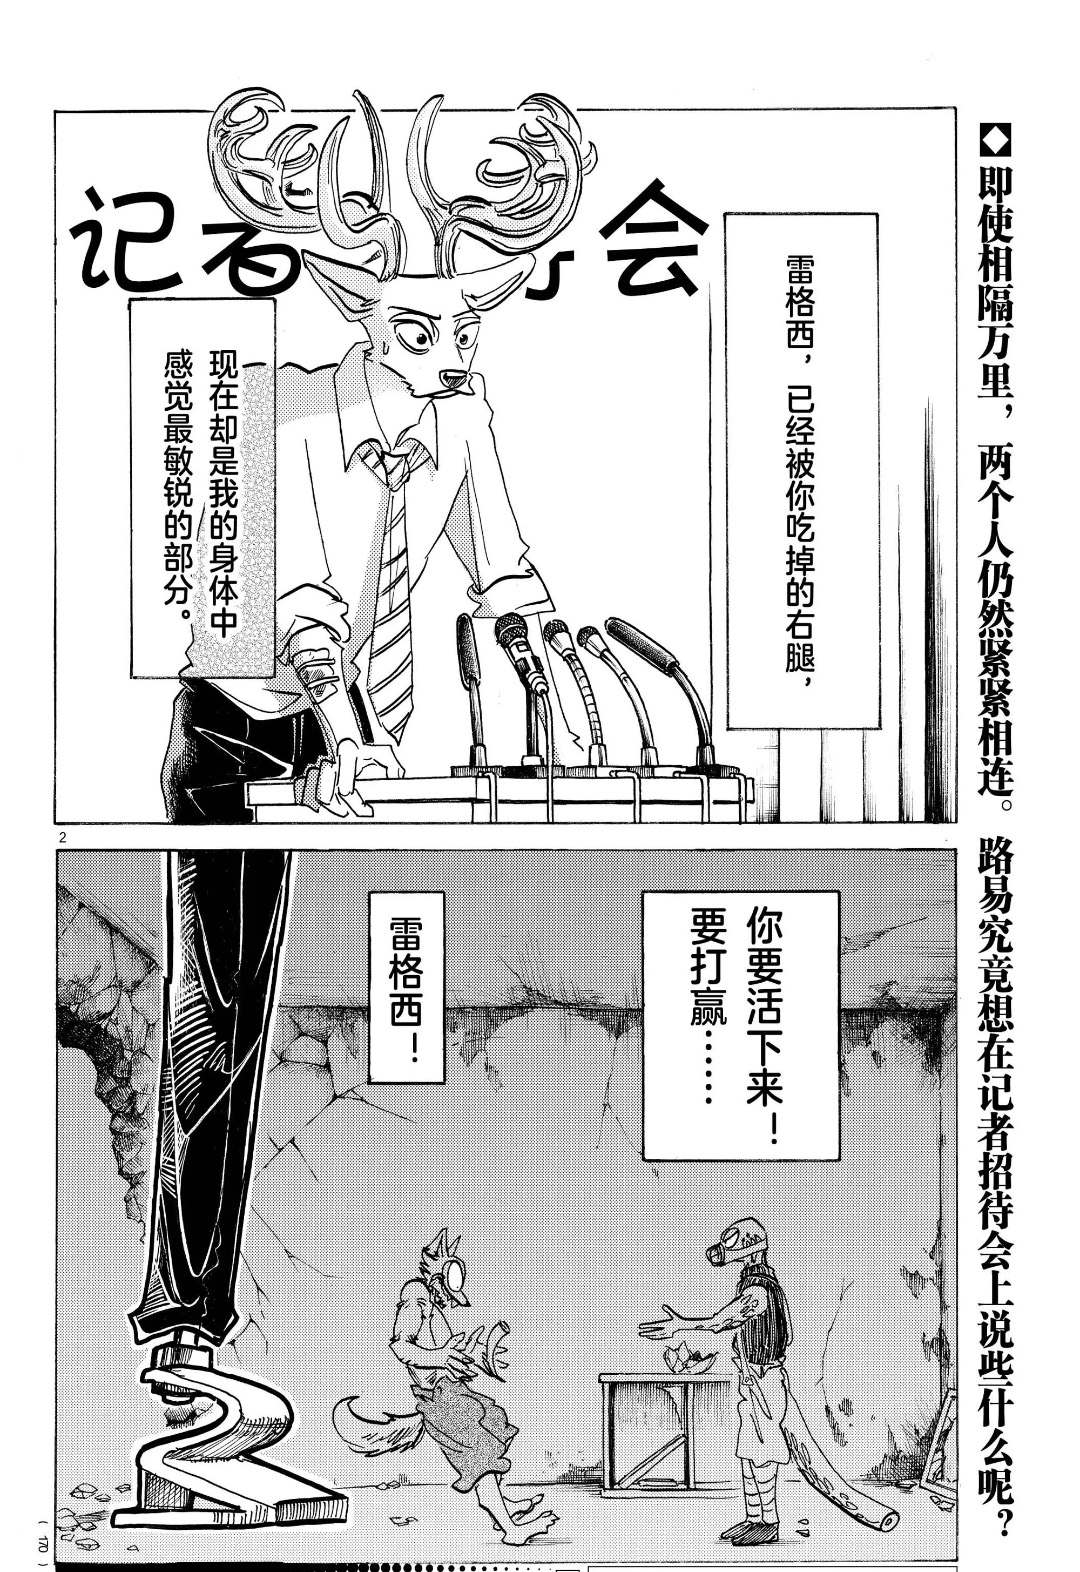 ◆即使相隔万里，两个人仍然紧紧相连。路易究竟想在记者招待会上说些什么呢？
记者
会
雷格西，已经被你吃掉的右腿，
现在却是我的身体中
感觉最敏锐的部分。
2
你要活下来！
要打赢……
雷格西！
( 170 )